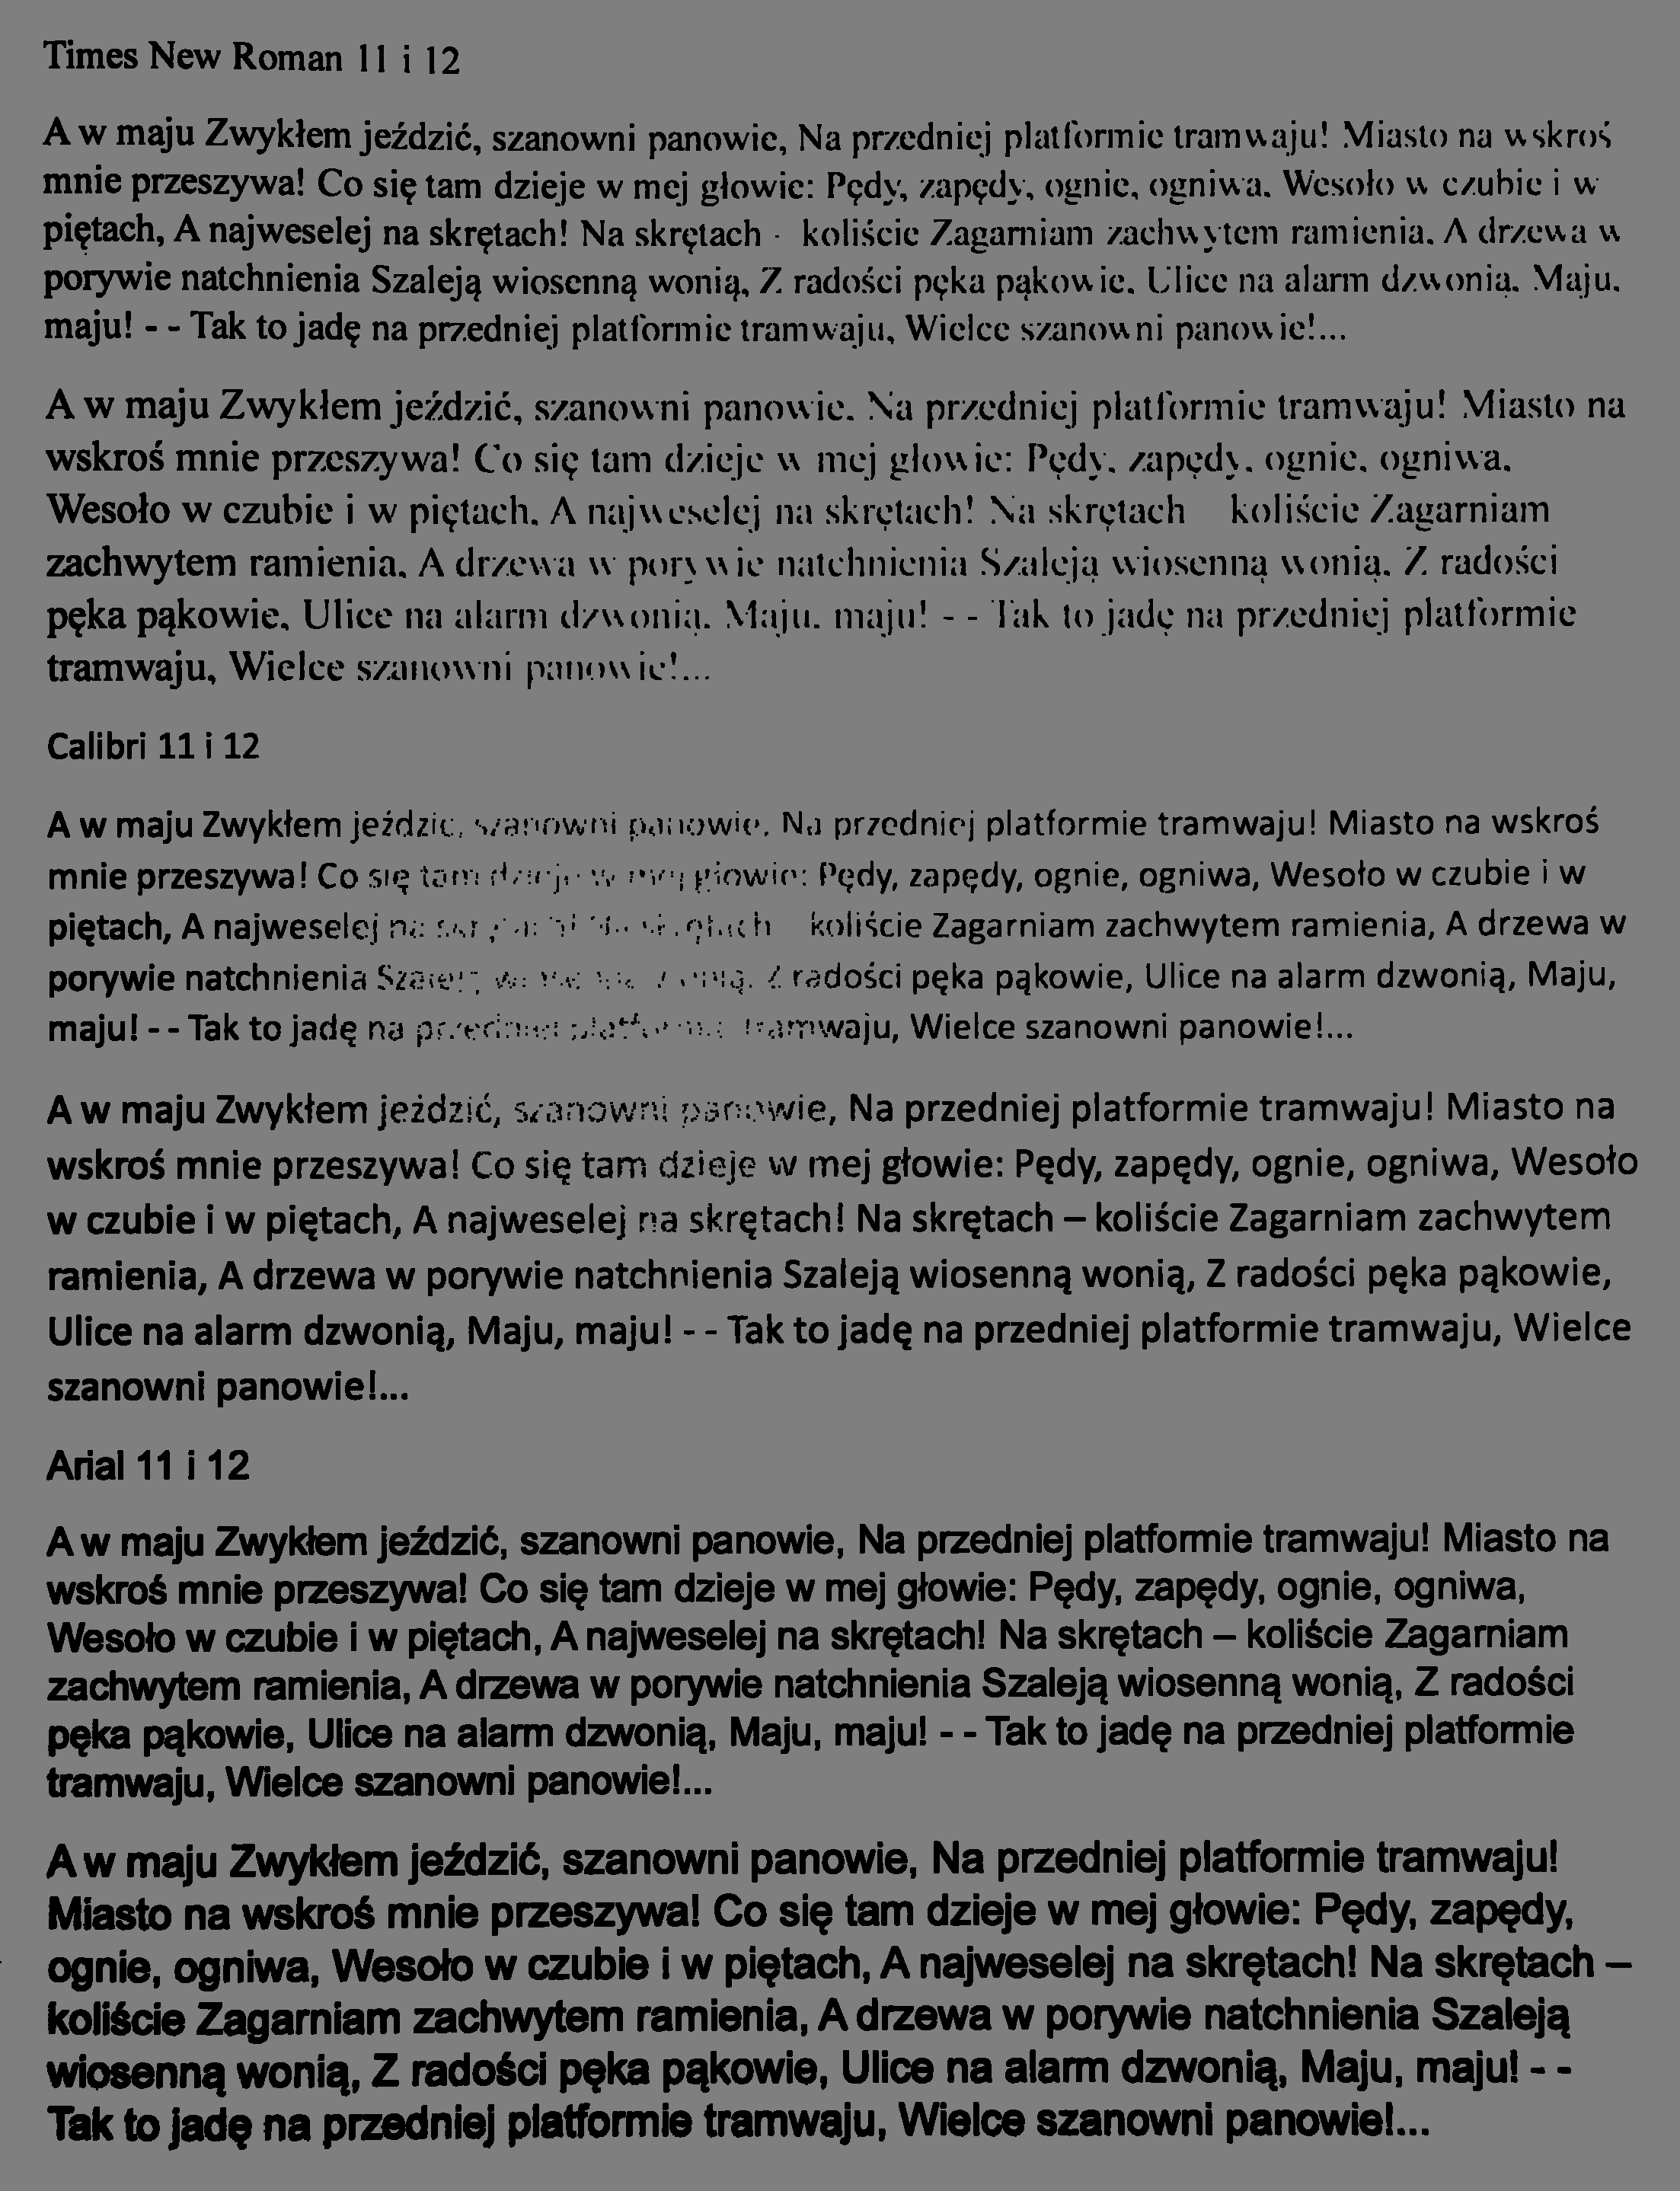 Times New Roman 11 i 12
A w maju Zwykłem jeździć, szanowni panowie, Na przedniej platformie tramwaju! Miasto na wskroś
mnie przeszywa! Co się tam dzieje w mej głowie: Pędy, zapędy, ognie, ogniwa. Wesoło w czubie i w
piętach, A najweselej na skrętach! Na skrętach - koliście Zagarniam zachwytem ramienia. A drzewa w
porywie natchnienia Szaleją wiosenną wonią, Z radości pęka pąkowie. Ulice na alarm dzwonią. Maju.
maju! - - Tak to jadę na przedniej platformie tramwaju, Wielce szanowni panowie!...
A w maju Zwykłem jeździć, szanowni panowie. Na przedniej platformie tramwaju! Miasto na
wskroś mnie przeszywa! Co się tam dzieje w mej głowie: Pędy. zapędy. ognie. ogniwa.
Wesoło w czubie i w piętach. A najweselej na skrętach! Na skrętach koliście Zagarniam
zachwytem ramienia. A drzewa w porywie natchnienia Szaleją wiosenną wonią. Z radości
pęka pąkowie, Ulice na alarm dzwonią. Maju. maju! - - Tak to jadę na przedniej platformie
tramwaju, Wielce szanowni panowie!...
Calibri 11 i 12
A w maju Zwykłem jeździć, szanowni panowie, Na przedniej platformie tramwaju! Miasto na wskroś
mnie przeszywa! Co się tam głowie: Pędy, zapędy, ognie, ogniwa, Wesoło w czubie i w
piętach, A najweselej na koliście Zagarniam zachwytem ramienia, A drzewa w
porywie natchnienia Z radości pęka pąkowie, Ulice na alarm dzwonią, Maju,
maju! - - Tak to jadę na tramwaju, Wielce szanowni panowie!...
A w maju Zwykłem jeździć, szanowni panowie, Na przedniej platformie tramwaju! Miasto na
wskroś mnie przeszywa! Co się tam dzieje w mej głowie: Pędy, zapędy, ognie, ogniwa, Wesoło
w czubie i w piętach, A najweselej na skrętach! Na skrętach – koliście Zagarniam zachwytem
ramienia, A drzewa w porywie natchnienia Szaleją wiosenną wonią, Z radości pęka pąkowie,
Ulice na alarm dzwonią, Maju, maju! - - Tak to jadę na przedniej platformie tramwaju, Wielce
szanowni panowie!...
Arial 11 i 12
A w maju Zwykłem jeździć, szanowni panowie, Na przedniej platformie tramwaju! Miasto na
wskroś mnie przeszywa! Co się tam dzieje w mej głowie: Pędy, zapędy, ognie, ogniwa,
Wesoło w czubie i w piętach, A najweselej na skrętach! Na skrętach – koliście Zagarniam
zachwytem ramienia, A drzewa w porywie natchnienia Szaleją wiosenną wonią, Z radości
pęka pąkowie, Ulice na alarm dzwonią, Maju, maju! - - Tak to jadę na przedniej platformie
tramwaju, Wielce szanowni panowie!...
A w maju Zwykłem jeździć, szanowni panowie, Na przedniej platformie tramwaju!
Miasto na wskroś mnie przeszywa! Co się tam dzieje w mej głowie: Pędy, zapędy,
ognie, ogniwa, Wesoło w czubie i w piętach, A najweselej na skrętach! Na skrętach –
koliście Zagarniam zachwytem ramienia, A drzewa w porywie natchnienia Szaleją
wiosenną wonią, Z radości pęka pąkowie, Ulice na alarm dzwonią, Maju, maju! - -
Tak to jadę na przedniej platformie tramwaju, Wielce szanowni panowie!...